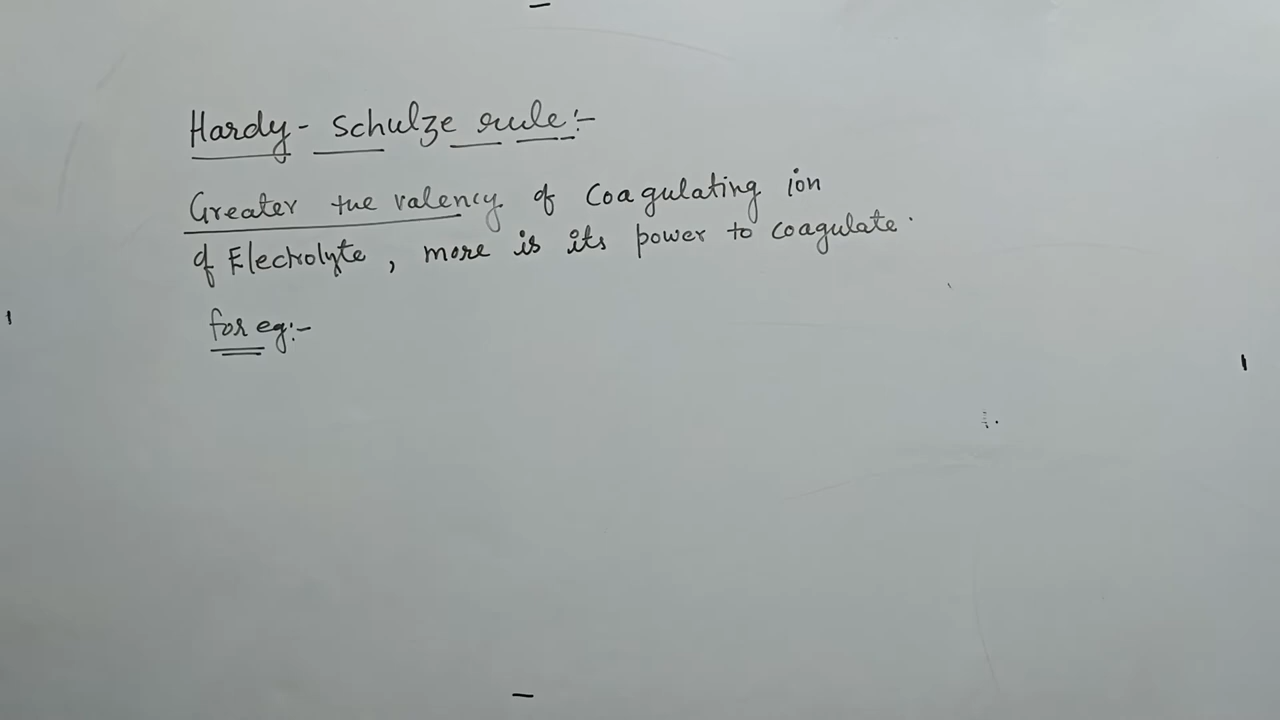 Hardy - Schulze rule:-
Greater the valency of Coagulating ion
of Electrolyte, more is its power to coagulate.
for eg:-